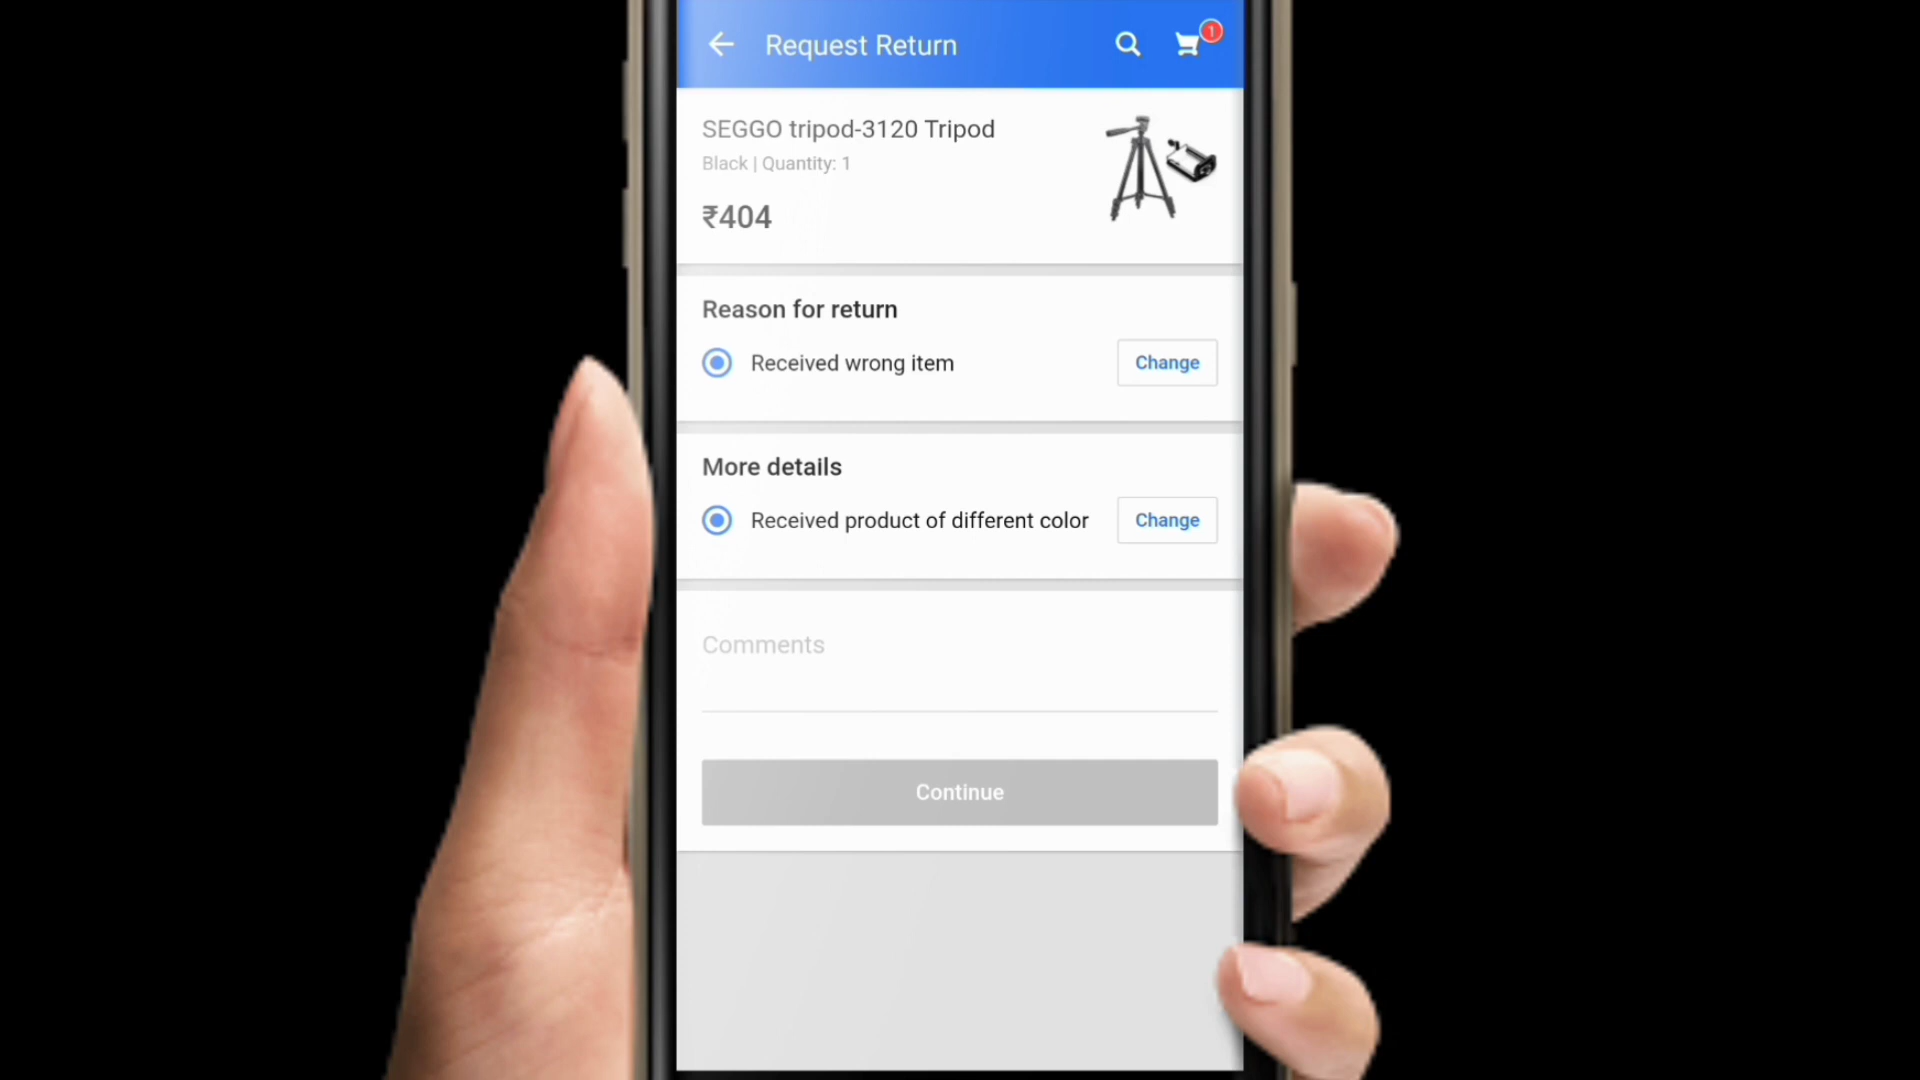 Request Return
1
SEGGO tripod-3120 Tripod
Black | Quantity: 1
₹404
Reason for return
Received wrong item
Change
More details
Received product of different color
Change
Comments
Continue